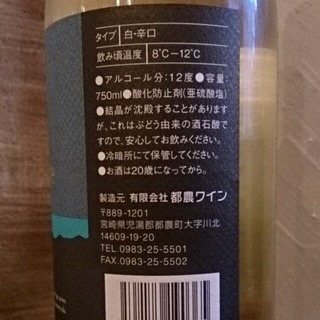 タイプ 白・辛口
飲み頃温度 8℃−12℃
●アルコール分：12度●容量：
750ml●酸化防止剤(亜硫酸塩)
●結晶が沈殿することがあります
が、これはぶどう由来の酒石酸で
すので、安心してお飲みください。
●冷暗所にて保管してください。
●お酒は20歳になってから。
製造元 有限会社 都農ワイン
〒889-1201
宮崎県児湯郡都農町大字川北
14609-19-20
TEL.0983-25-5501
FAX.0983-25-5502